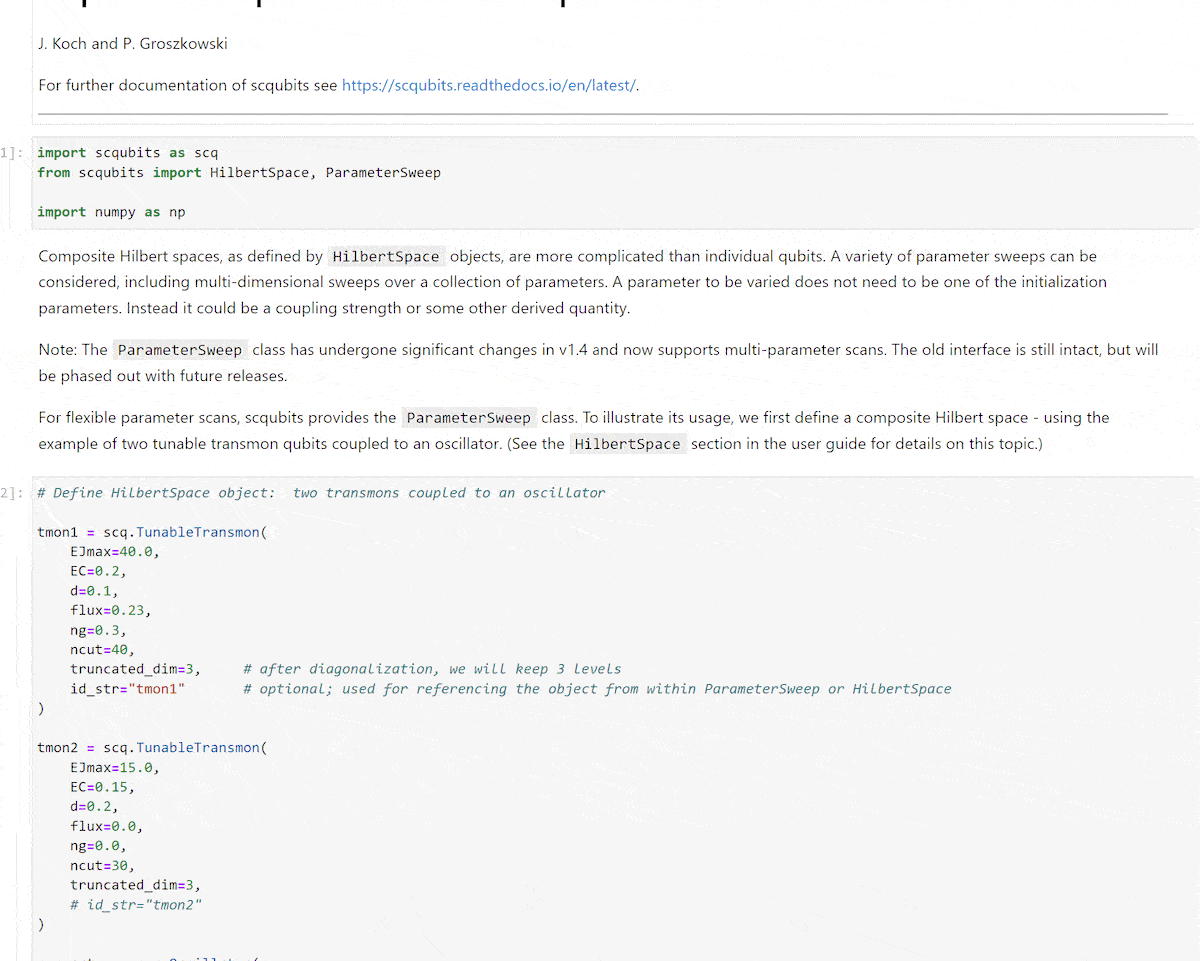 J. Koch and P. Groszkowski
For further documentation of scqubits see https://scqubits.readthedocs.io/en/latest/.
1]: import scqubits as scq
from scqubits import HilbertSpace, ParameterSweep
import numpy as np
Composite Hilbert spaces, as defined by HilbertSpace objects, are more complicated than individual qubits. A variety of parameter sweeps can be
considered, including multi-dimensional sweeps over a collection of parameters. A parameter to be varied does not need to be one of the initialization
parameters. Instead it could be a coupling strength or some other derived quantity.
Note: The ParameterSweep class has undergone significant changes in v1.4 and now supports multi-parameter scans. The old interface is still intact, but will
be phased out with future releases.
For flexible parameter scans, scqubits provides the ParameterSweep class. To illustrate its usage, we first define a composite Hilbert space - using the
example of two tunable transmon qubits coupled to an oscillator. (See the HilbertSpace section in the user guide for details on this topic.)
2]: # Define HilbertSpace object:  two transmons coupled to an oscillator
tmon1 = scq.TunableTransmon(
    EJmax=40.0,
    EC=0.2,
    d=0.1,
    flux=0.23,
    ng=0.3,
    ncut=40,
    truncated_dim=3,     # after diagonalization, we will keep 3 levels
    id_str="tmon1"       # optional; used for referencing the object from within ParameterSweep or HilbertSpace
)
tmon2 = scq.TunableTransmon(
    EJmax=15.0,
    EC=0.15,
    d=0.2,
    flux=0.0,
    ng=0.0,
    ncut=30,
    truncated_dim=3,
    # id_str="tmon2"
)